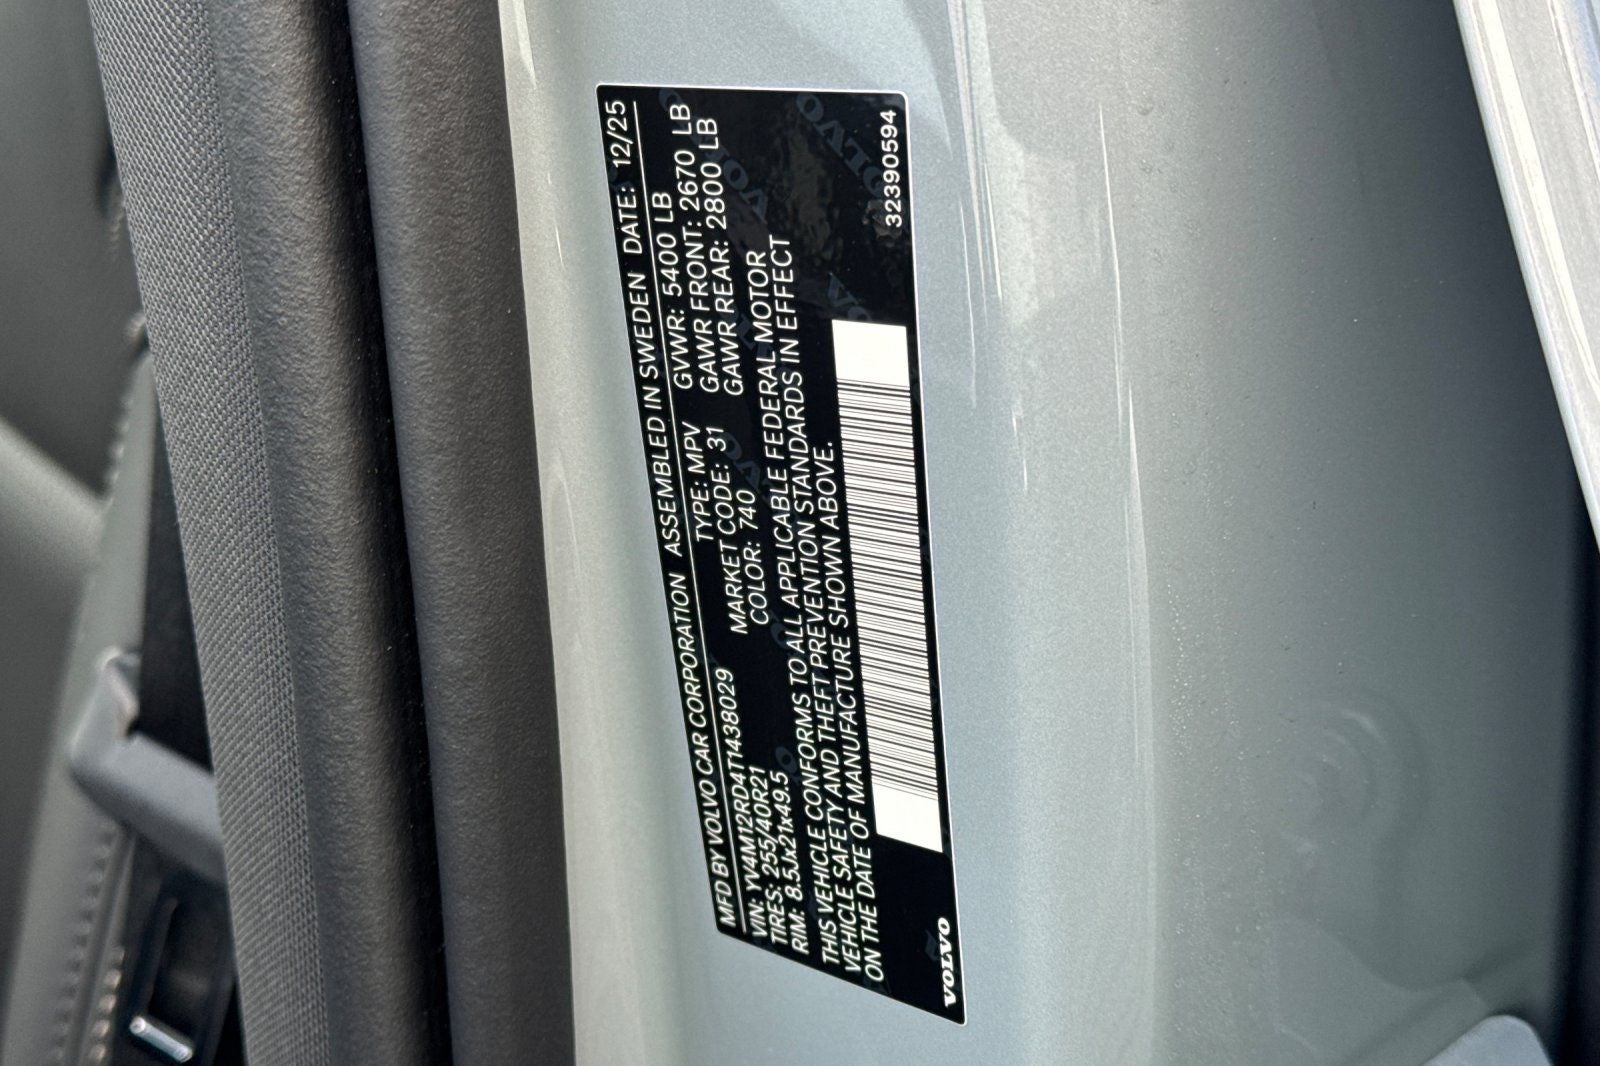 MFD BY VOLVO CAR CORPORATION ASSEMBLED IN SWEDEN DATE: 12/25
VIN: YV4M12RD4T1438029 TYPE: MPV GVWR: 5400 LB
TIRES: 255/40R21 MARKET CODE: 31 GAWR FRONT: 2670 LB
RIM: 8.5Jx21x49.5 COLOR: 740 GAWR REAR: 2800 LB
THIS VEHICLE CONFORMS TO ALL APPLICABLE FEDERAL MOTOR
VEHICLE SAFETY AND THEFT PREVENTION STANDARDS IN EFFECT
ON THE DATE OF MANUFACTURE SHOWN ABOVE.
VOLVO 32390594